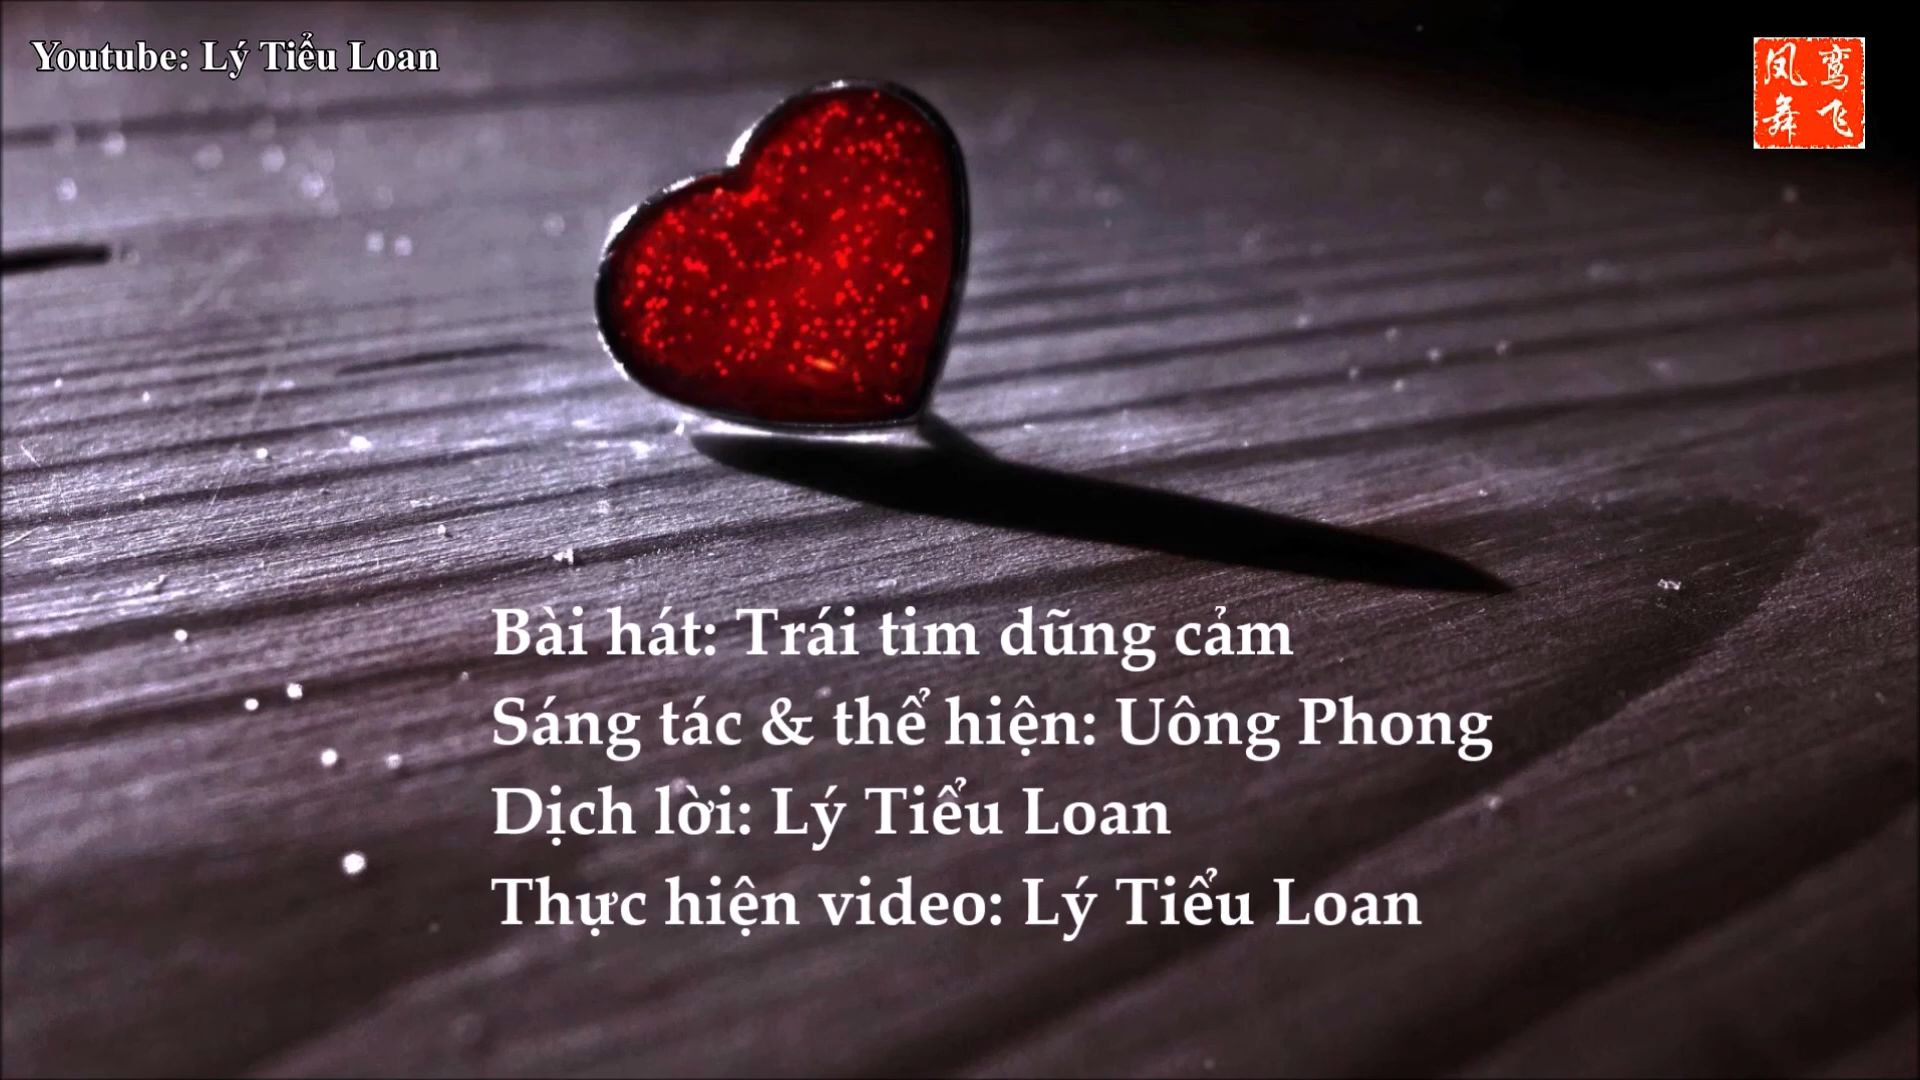 Youtube: Lý Tiểu Loan
鸾飞
凤舞
Bài hát: Trái tim dũng cảm
Sáng tác & thể hiện: Uông Phong
Dịch lời: Lý Tiểu Loan
Thực hiện video: Lý Tiểu Loan